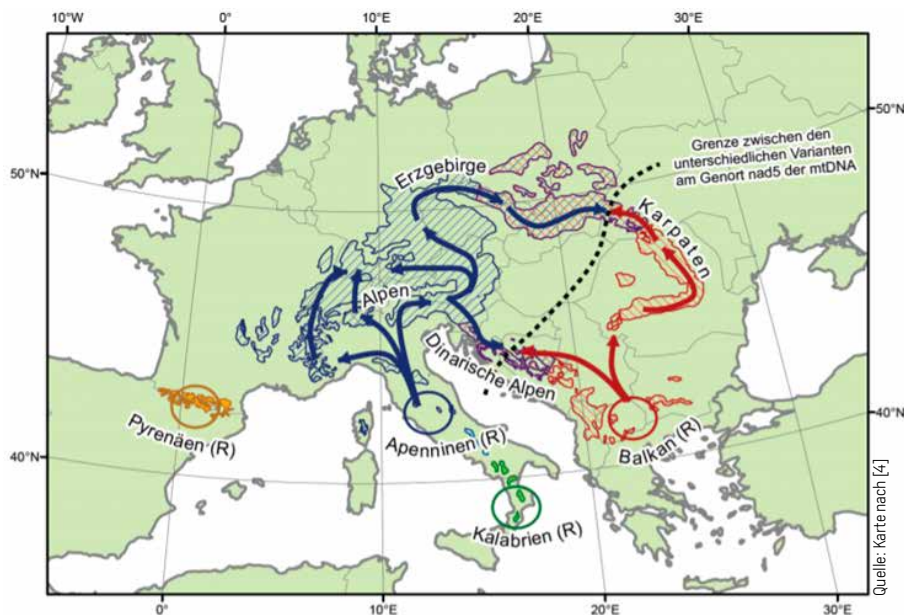 10°W
0°
10°E
20°E
30°E
50°N
50°N
Grenze zwischen den
unterschiedlichen Varianten
am Genort nad5 der mtDNA
Erzgebirge
Karpaten
Alpen
Dinarische Alpen
40°N
Pyrenäen (R)
Apenninen (R)
Balkan (R)
40°N
Kalabrien (R)
0°
10°E
20°E
30°E
Quelle: Karte nach [4]